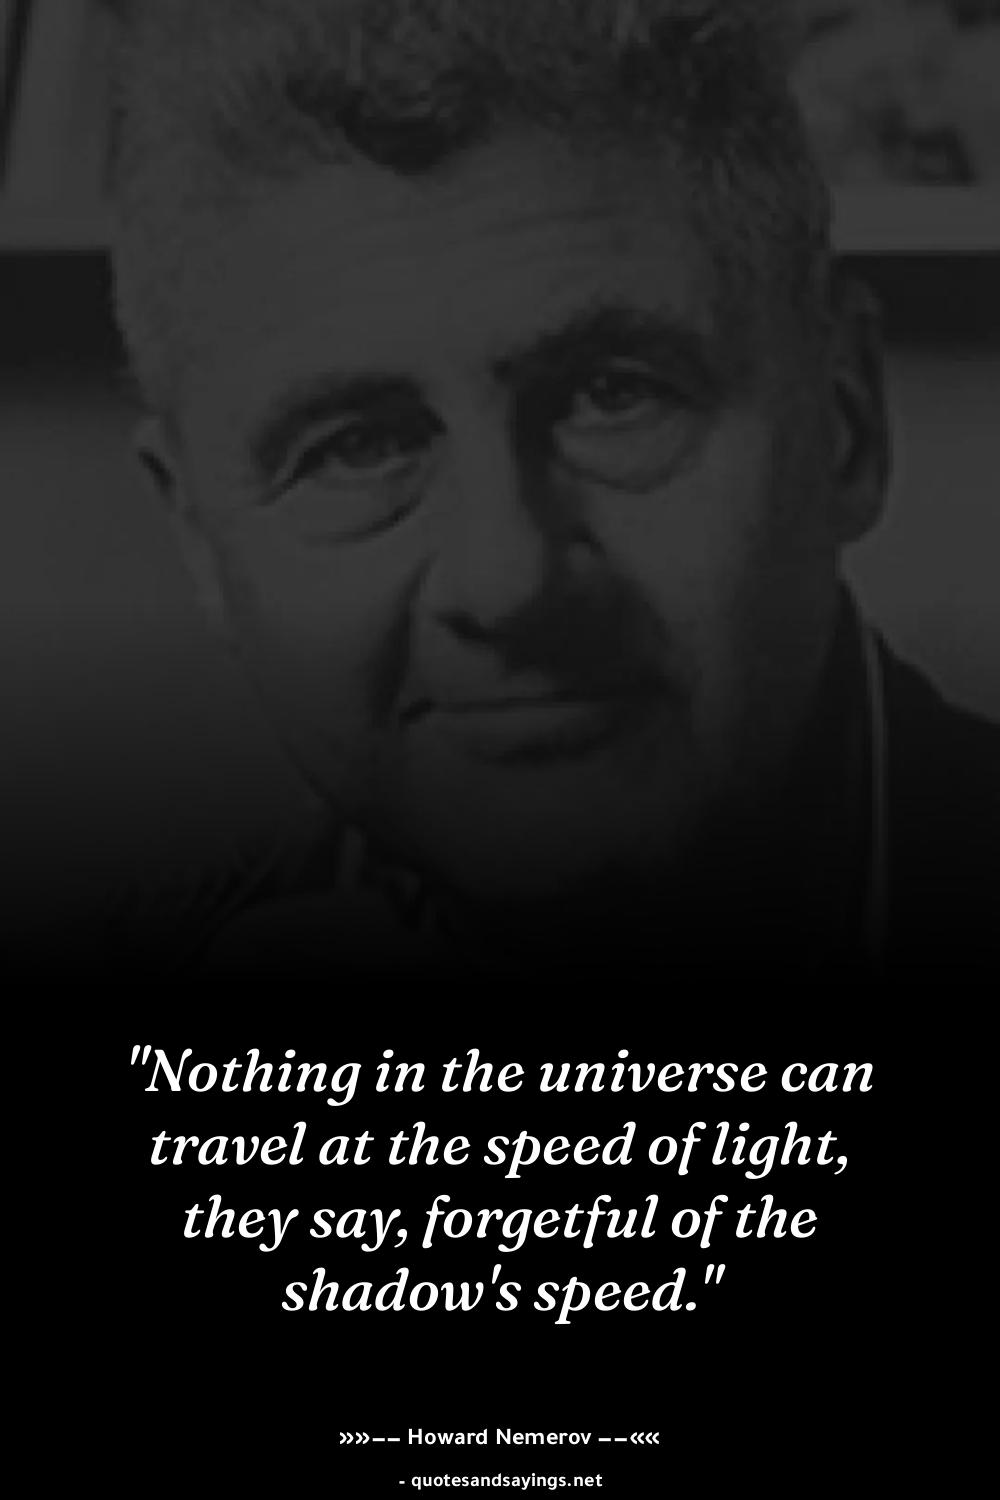 "Nothing in the universe can
travel at the speed of light,
they say, forgetful of the
shadow's speed."
»»–– Howard Nemerov ––««
- quotesandsayings.net